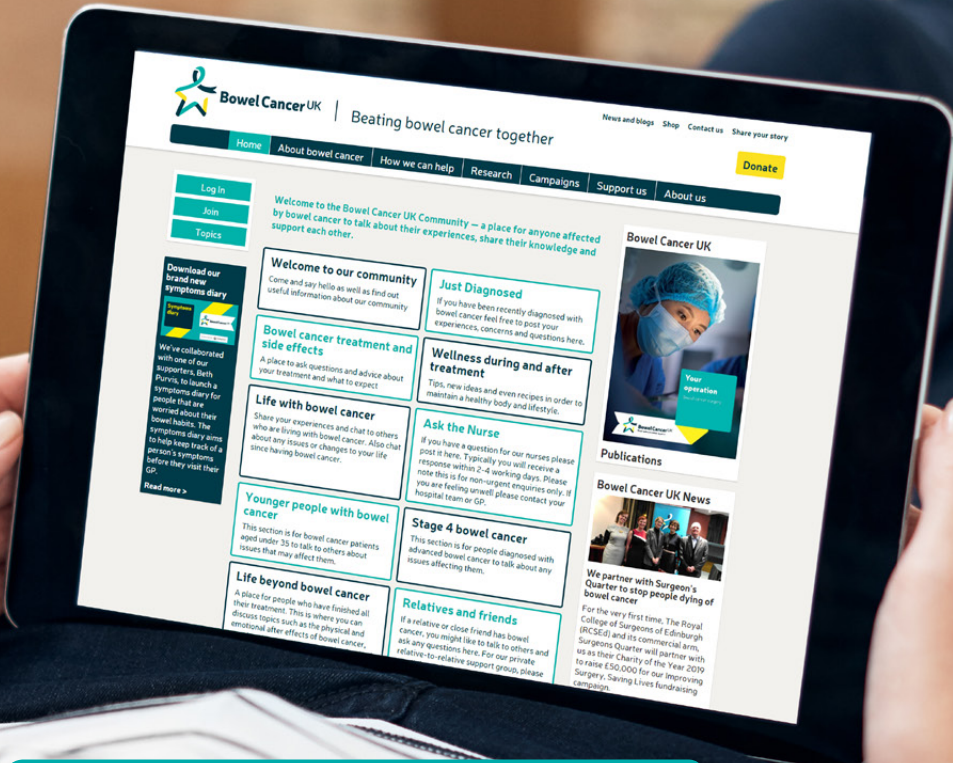 Bowel Cancer UK
Beating bowel cancer together
News and blogs Shop Contact us Share your story
Donate
Home About bowel cancer How we can help Research Campaigns Support us About us
Log in
Join
Topics
Download our
brand new
symptoms diary
Symptoms
diary
We've collaborated
with one of our
supporters, Beth
Purvis, to launch a
symptoms diary for
people that are
worried about their
bowel habits. The
symptoms diary aims
to help keep track of a
person's symptoms
before they visit their
GP.
Read more >
Welcome to the Bowel Cancer UK Community — a place for anyone affected
by bowel cancer to talk about their experiences, share their knowledge and
support each other.
Welcome to our community
Come and say hello as well as find out
useful information about our community
Just Diagnosed
If you have been recently diagnosed with
bowel cancer feel free to post your
experiences, concerns and questions here.
Bowel cancer treatment and
side effects
A place to ask questions and advice about
your treatment and what to expect
Wellness during and after
treatment
Tips, new ideas and even recipes in order to
maintain a healthy body and lifestyle.
Life with bowel cancer
Share your experiences and chat to others
who are living with bowel cancer. Also chat
about any issues or changes to your life
since having bowel cancer.
Ask the Nurse
If you have a question for our nurses please
post it here. Typically you will receive a
response within 2-4 working days. Please
note this is for non-urgent enquiries only. If
you are feeling unwell please contact your
hospital team or GP.
Younger people with bowel
cancer
This section is for bowel cancer patients
aged under 35 to talk to others about
issues that may affect them.
Stage 4 bowel cancer
This section is for people diagnosed with
advanced bowel cancer to talk about any
issues affecting them.
Life beyond bowel cancer
A place for people who have finished all
their treatment. This is where you can
discuss topics such as the physical and
emotional after effects of bowel cancer,
Relatives and friends
If a relative or close friend has bowel
cancer, you might like to talk to others and
ask any questions here. For our private
relative-to-relative support group, please
Bowel Cancer UK
Your
operation
Bowel Cancer UK
Publications
Bowel Cancer UK News
We partner with Surgeon's
Quarter to stop people dying of
bowel cancer
For the very first time, The Royal
College of Surgeons of Edinburgh
(RCSEd) and its commercial arm,
Surgeons Quarter will partner with
us as their Charity of the Year 2019
to raise £50,000 for our Improving
Surgery, Saving Lives fundraising
campaign.